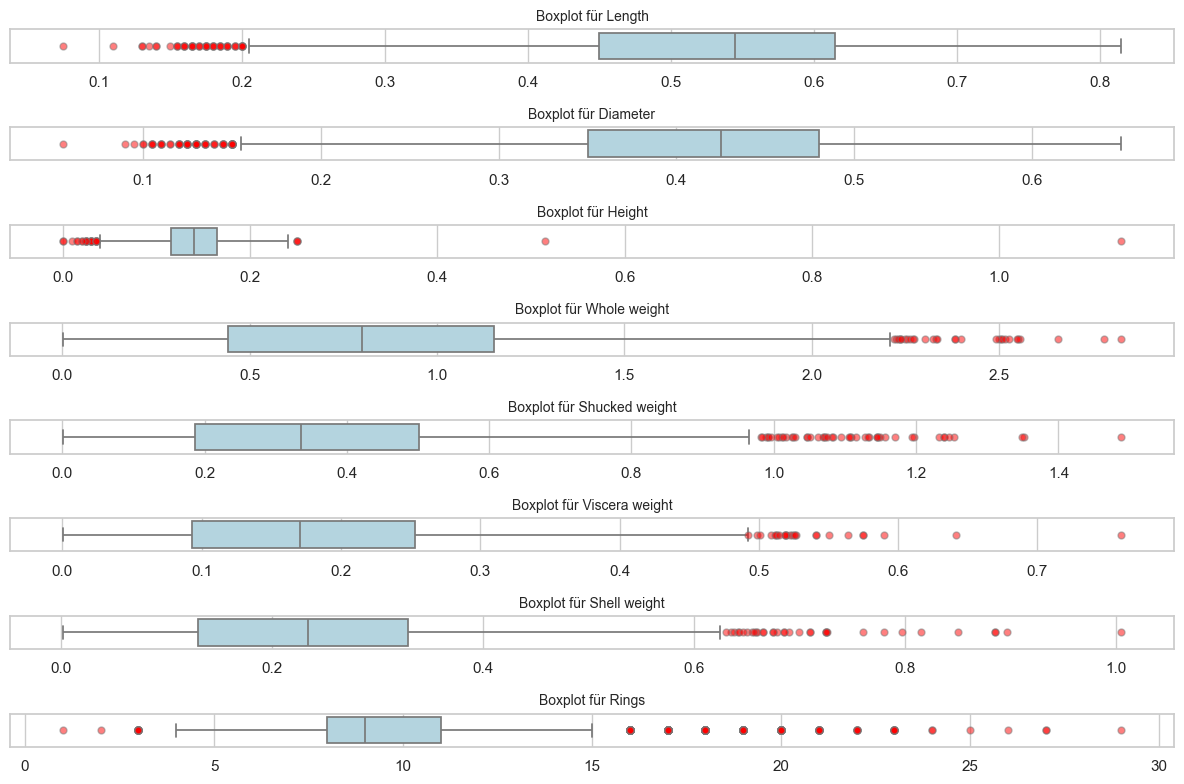 Boxplot für Length
0.1 0.2 0.3 0.4 0.5 0.6 0.7 0.8
Boxplot für Diameter
0.1 0.2 0.3 0.4 0.5 0.6
Boxplot für Height
0.0 0.2 0.4 0.6 0.8 1.0
Boxplot für Whole weight
0.0 0.5 1.0 1.5 2.0 2.5
Boxplot für Shucked weight
0.0 0.2 0.4 0.6 0.8 1.0 1.2 1.4
Boxplot für Viscera weight
0.0 0.1 0.2 0.3 0.4 0.5 0.6 0.7
Boxplot für Shell weight
0.0 0.2 0.4 0.6 0.8 1.0
Boxplot für Rings
0 5 10 15 20 25 30